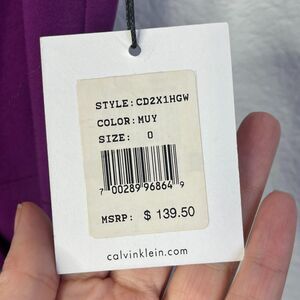 STYLE: CD2X1HGW
COLOR: MUY
SIZE: 0
7 00289 96864 9
MSRP: $ 139.50
calvinklein.com